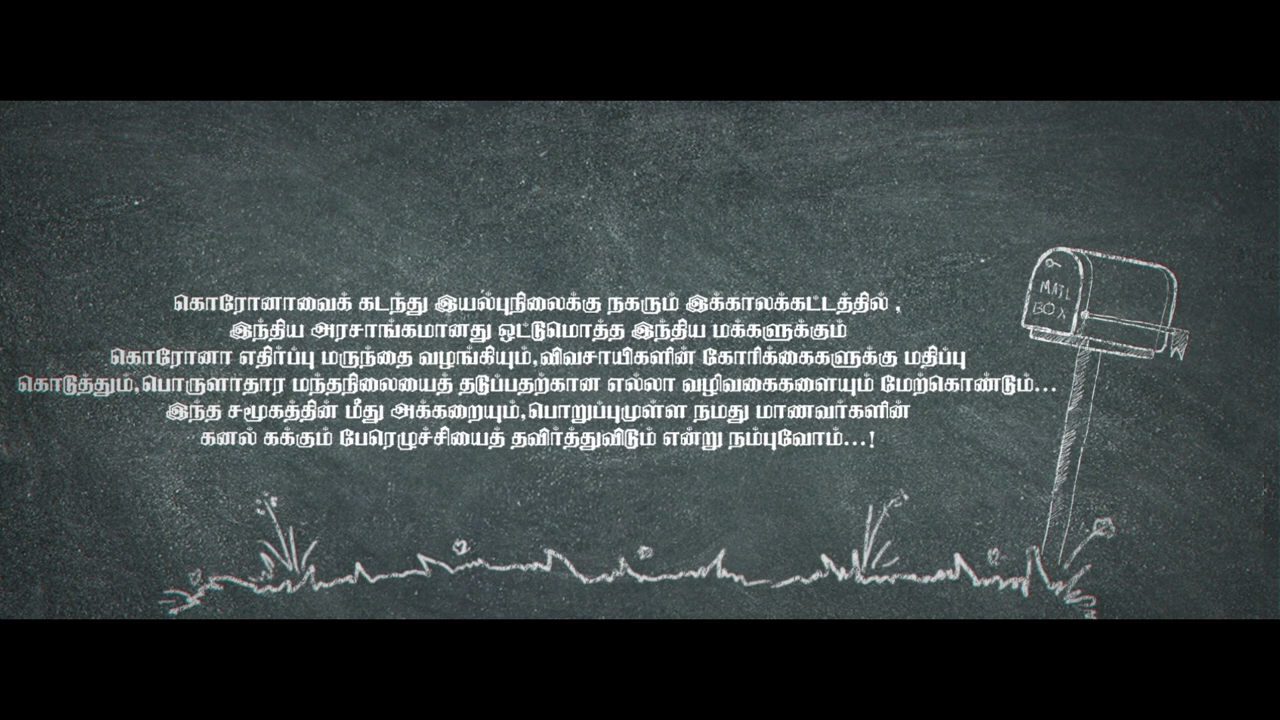 கொரோனாவைக் கடந்து இயல்புநிலைக்கு நகரும் இக்காலக்கட்டத்தில் ,
இந்திய அரசாங்கமானது ஒட்டுமொத்த இந்திய மக்களுக்கும்
கொரோனா எதிர்ப்பு மருந்தை வழங்கியும்,விவசாயிகளின் கோரிக்கைகளுக்கு மதிப்பு
கொடுத்தும்,பொருளாதார மந்தநிலையைத் தடுப்பதற்கான எல்லா வழிவகைகளையும் மேற்கொண்டும்...
இந்த சமூகத்தின் மீது அக்கறையும்,பொறுப்புமுள்ள நமது மாணவர்களின்
கனல் கக்கும் பேரெழுச்சியைத் தவிர்த்துவிடும் என்று நம்புவோம்...!
MAIL
BOX